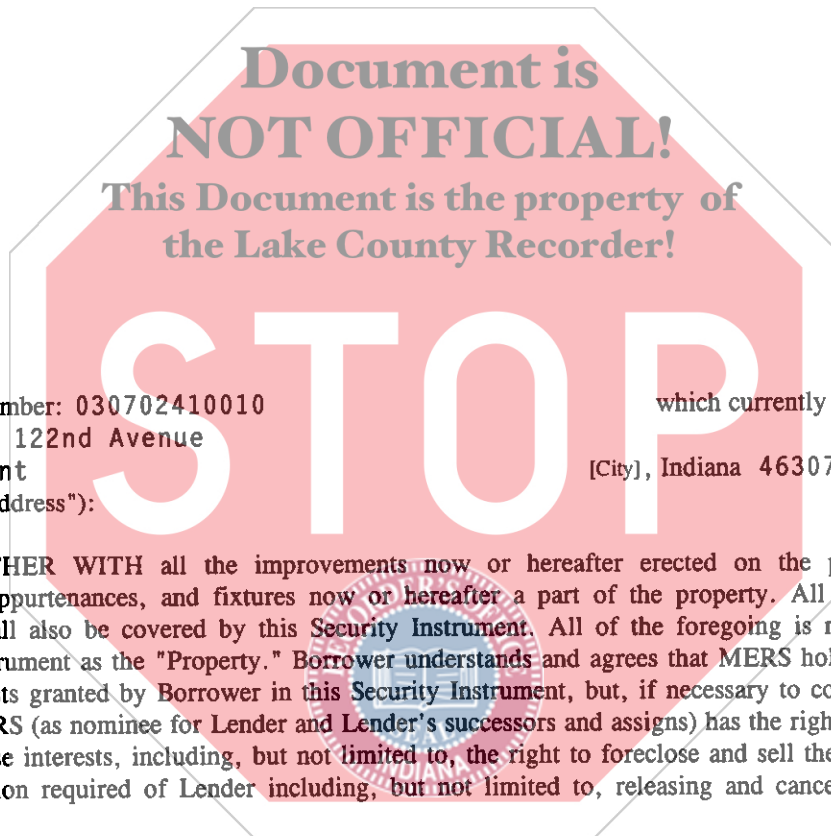 Document is
NOT OFFICIAL!
This Document is the property of
the Lake County Recorder!
STOP
mber: 030702410010 which currently
122nd Avenue
nt [City], Indiana 46307
ddress"):
HER WITH all the improvements now or hereafter erected on the p
ppurtenances, and fixtures now or hereafter a part of the property. All
ll also be covered by this Security Instrument. All of the foregoing is r
rument as the "Property." Borrower understands and agrees that MERS hol
ts granted by Borrower in this Security Instrument, but, if necessary to co
RS (as nominee for Lender and Lender's successors and assigns) has the right
e interests, including, but not limited to, the right to foreclose and sell the
on required of Lender including, but not limited to, releasing and cance
RECORDER'S OFFICE
SEAL
INDIANA